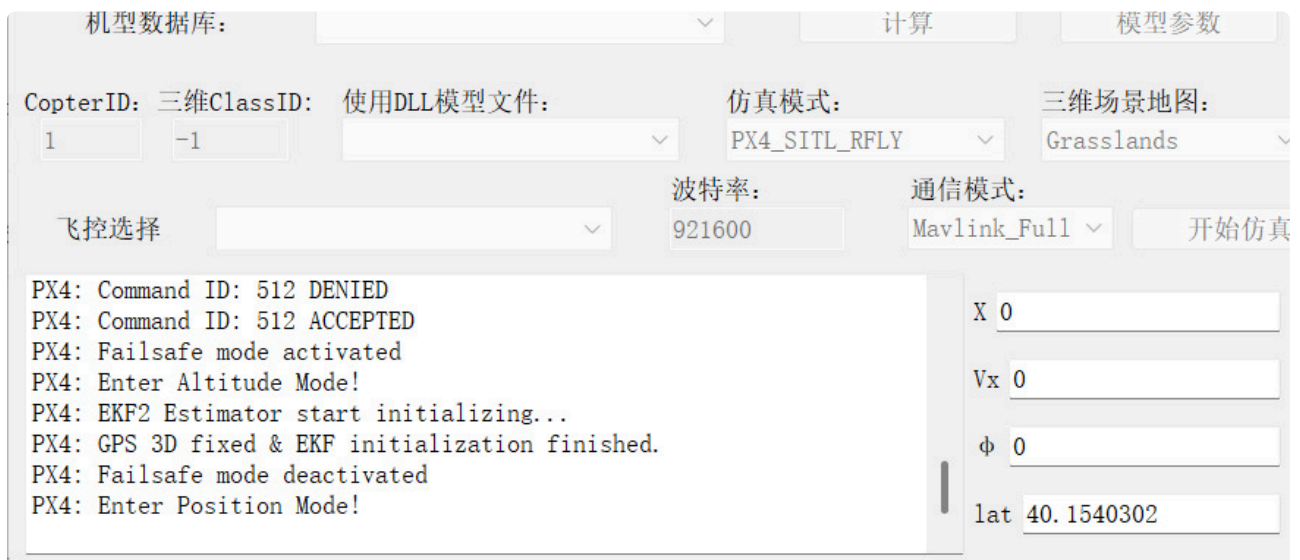 机型数据库： 计算 模型参数
CopterID： 三维ClassID: 使用DLL模型文件： 仿真模式： 三维场景地图：
1 -1 PX4_SITL_RFLY Grasslands
波特率： 通信模式：
飞控选择 921600 Mavlink_Full 开始仿真
PX4: Command ID: 512 DENIED
PX4: Command ID: 512 ACCEPTED
PX4: Failsafe mode activated
PX4: Enter Altitude Mode!
PX4: EKF2 Estimator start initializing...
PX4: GPS 3D fixed & EKF initialization finished.
PX4: Failsafe mode deactivated
PX4: Enter Position Mode!
X 0
Vx 0
ϕ 0
lat 40.1540302